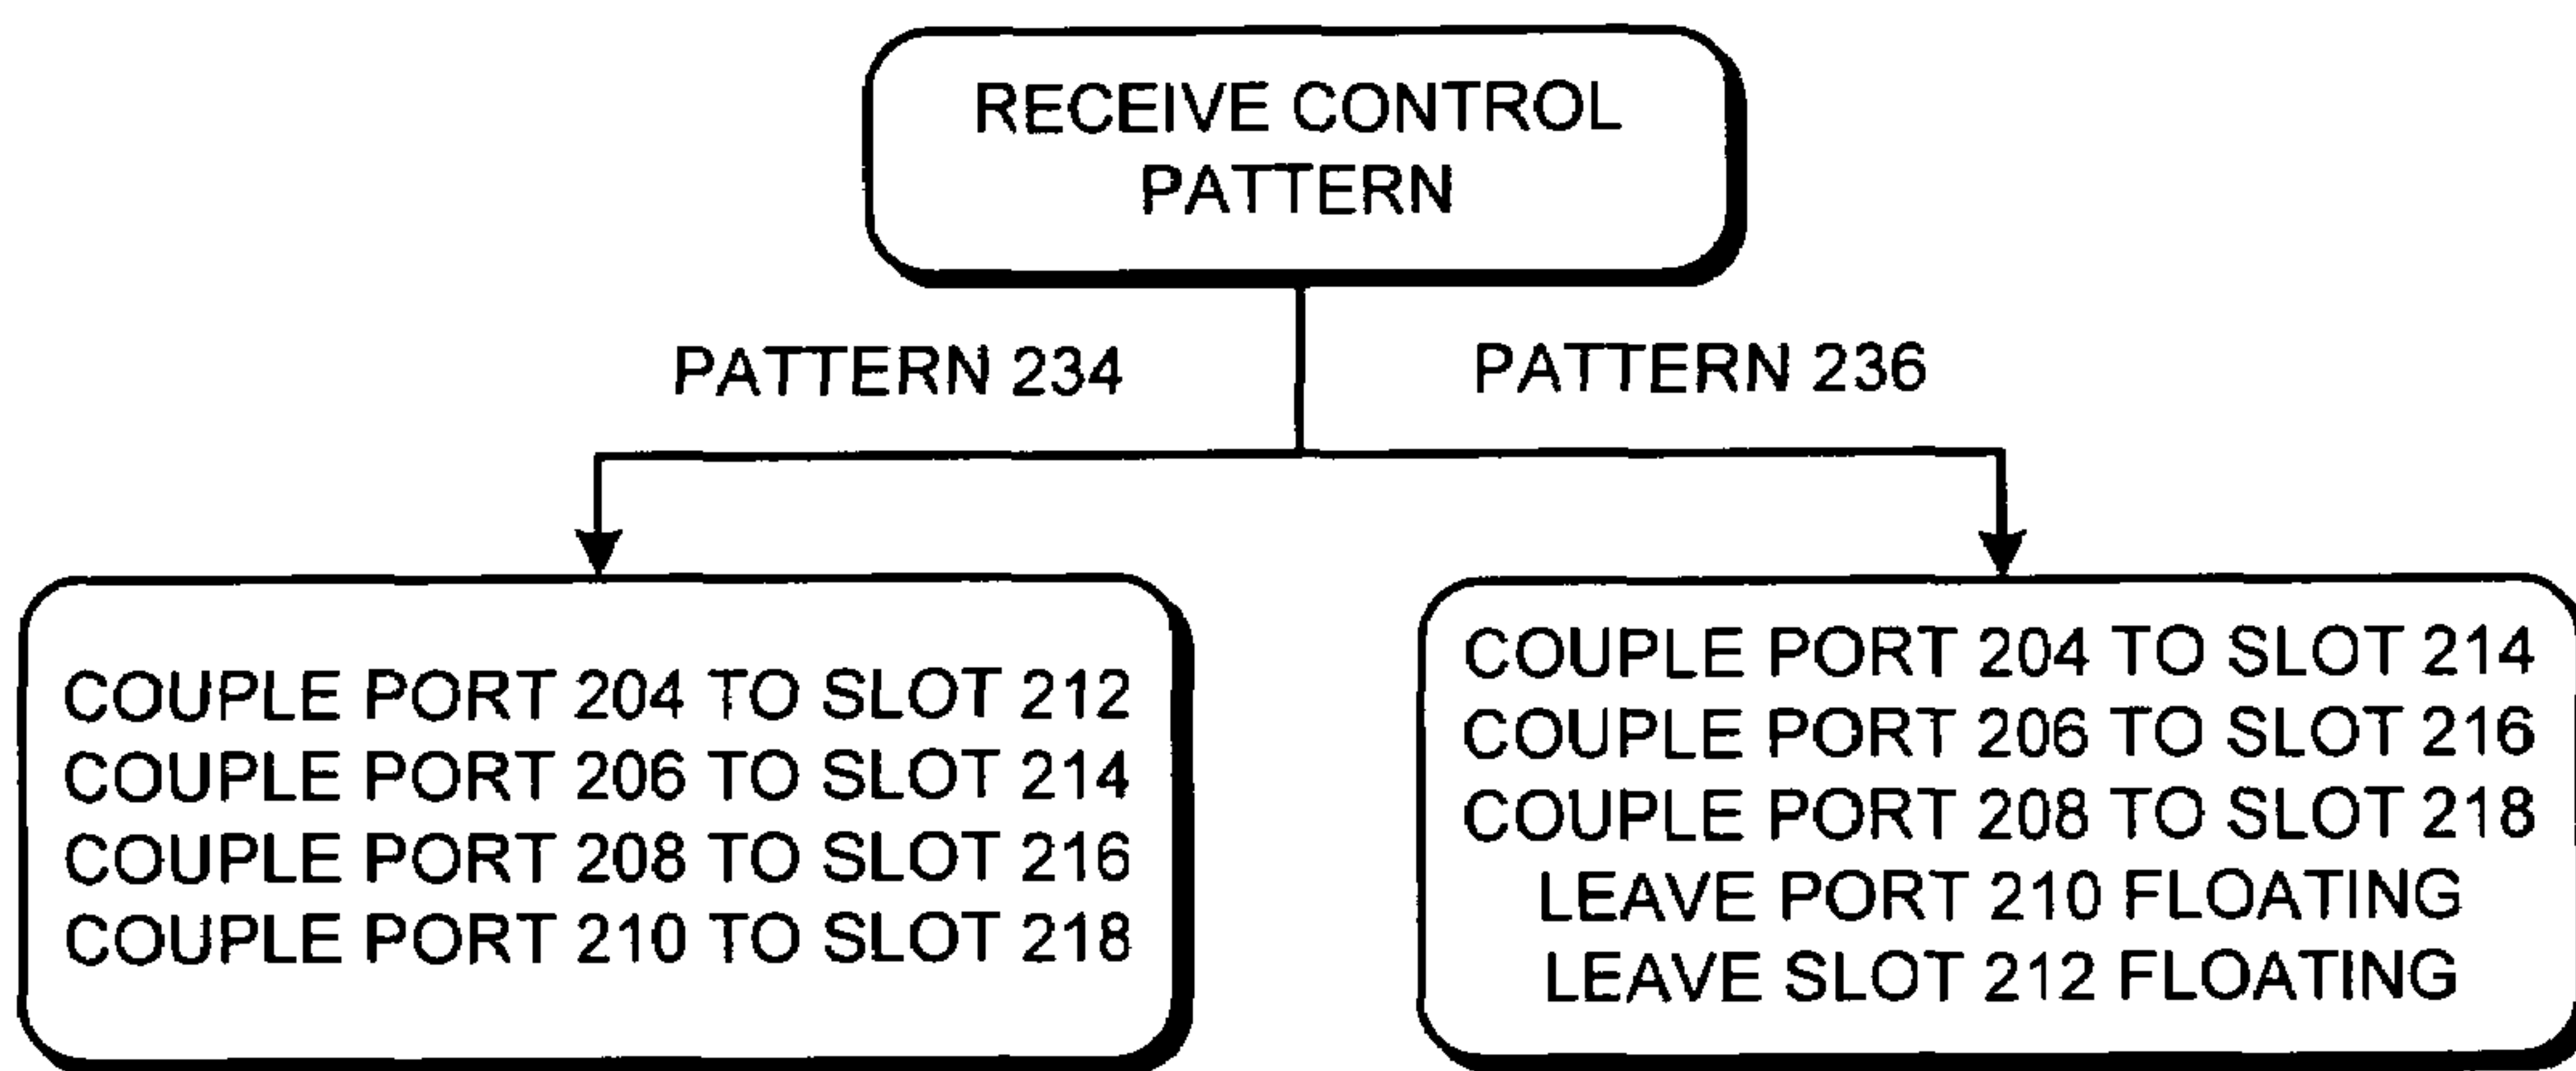 RECEIVE CONTROL
PATTERN
PATTERN 234
PATTERN 236
COUPLE PORT 204 TO SLOT 212
COUPLE PORT 206 TO SLOT 214
COUPLE PORT 208 TO SLOT 216
COUPLE PORT 210 TO SLOT 218
COUPLE PORT 204 TO SLOT 214
COUPLE PORT 206 TO SLOT 216
COUPLE PORT 208 TO SLOT 218
LEAVE PORT 210 FLOATING
LEAVE SLOT 212 FLOATING